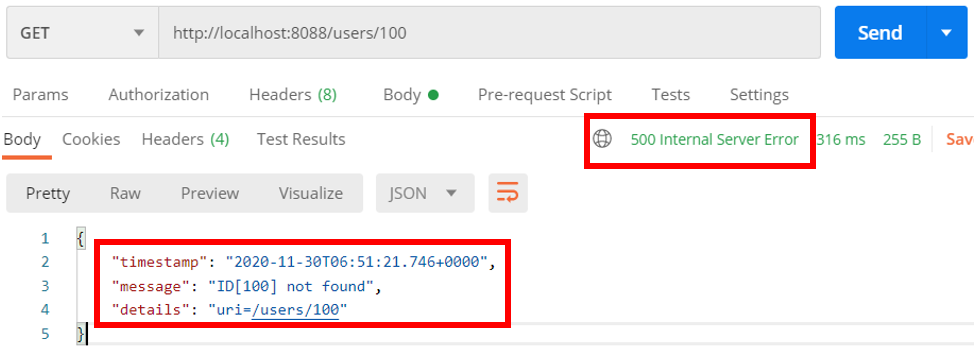 GET http://localhost:8088/users/100 Send
Params Authorization Headers (8) Body Pre-request Script Tests Settings
Body Cookies Headers (4) Test Results 500 Internal Server Error 316 ms 255 B Sav
Pretty Raw Preview Visualize JSON
1 {
2 "timestamp": "2020-11-30T06:51:21.746+0000",
3 "message": "ID[100] not found",
4 "details": "uri=/users/100"
5 }